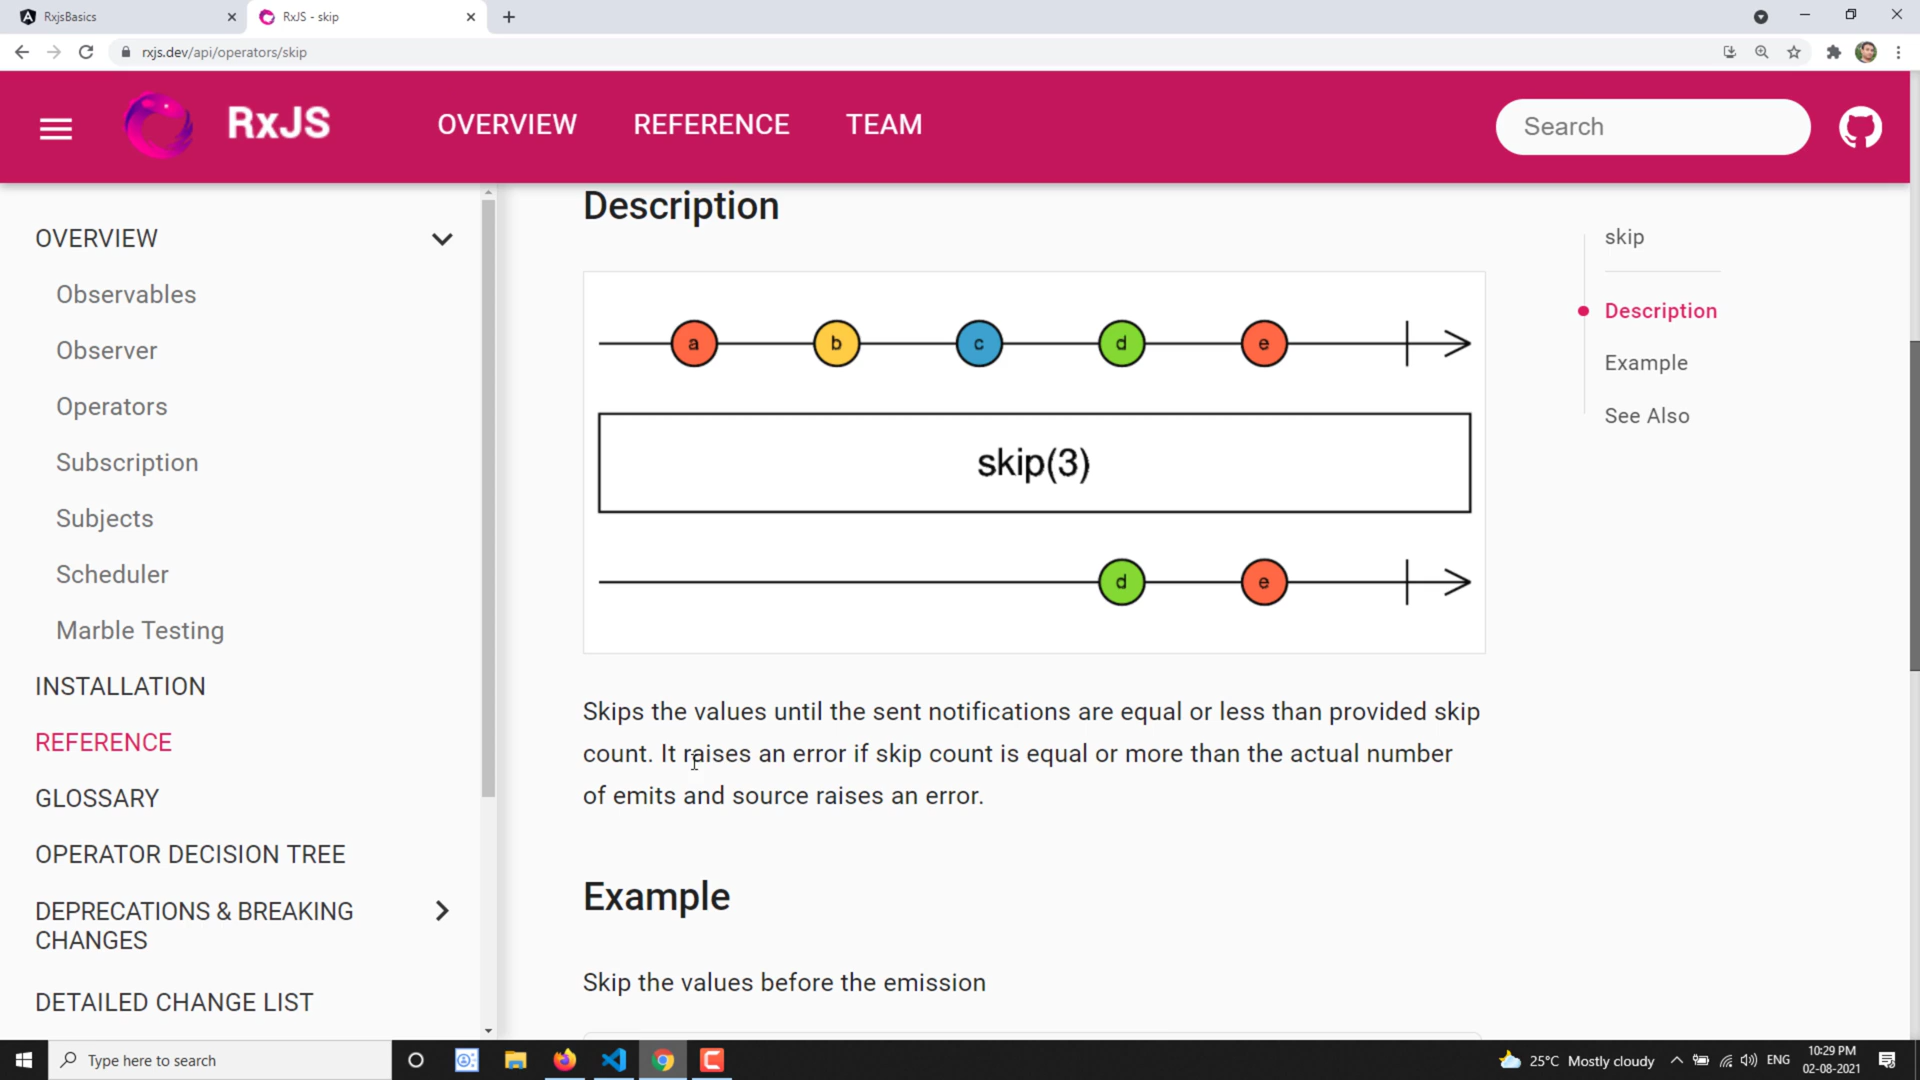 RxjsBasics
RxJS - skip
rxjs.dev/api/operators/skip
RxJS
OVERVIEW
REFERENCE
TEAM
Search
OVERVIEW
Observables
Observer
Operators
Subscription
Subjects
Scheduler
Marble Testing
INSTALLATION
REFERENCE
GLOSSARY
OPERATOR DECISION TREE
DEPRECATIONS & BREAKING
CHANGES
DETAILED CHANGE LIST
Description
a b c d e
skip(3)
d e
Skips the values until the sent notifications are equal or less than provided skip
count. It raises an error if skip count is equal or more than the actual number
of emits and source raises an error.
Example
Skip the values before the emission
skip
Description
Example
See Also
Type here to search
25°C Mostly cloudy
ENG
10:29 PM
02-08-2021